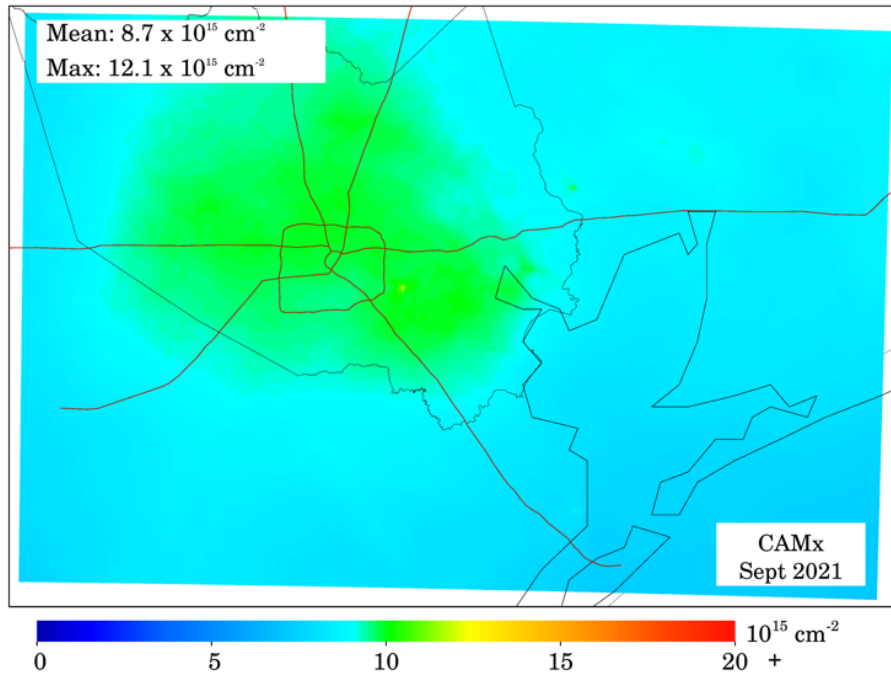 Mean: 8.7 x 10¹⁵ cm⁻²
Max: 12.1 x 10¹⁵ cm⁻²
CAMx
Sept 2021
10¹⁵ cm⁻²
0 5 10 15 20 +